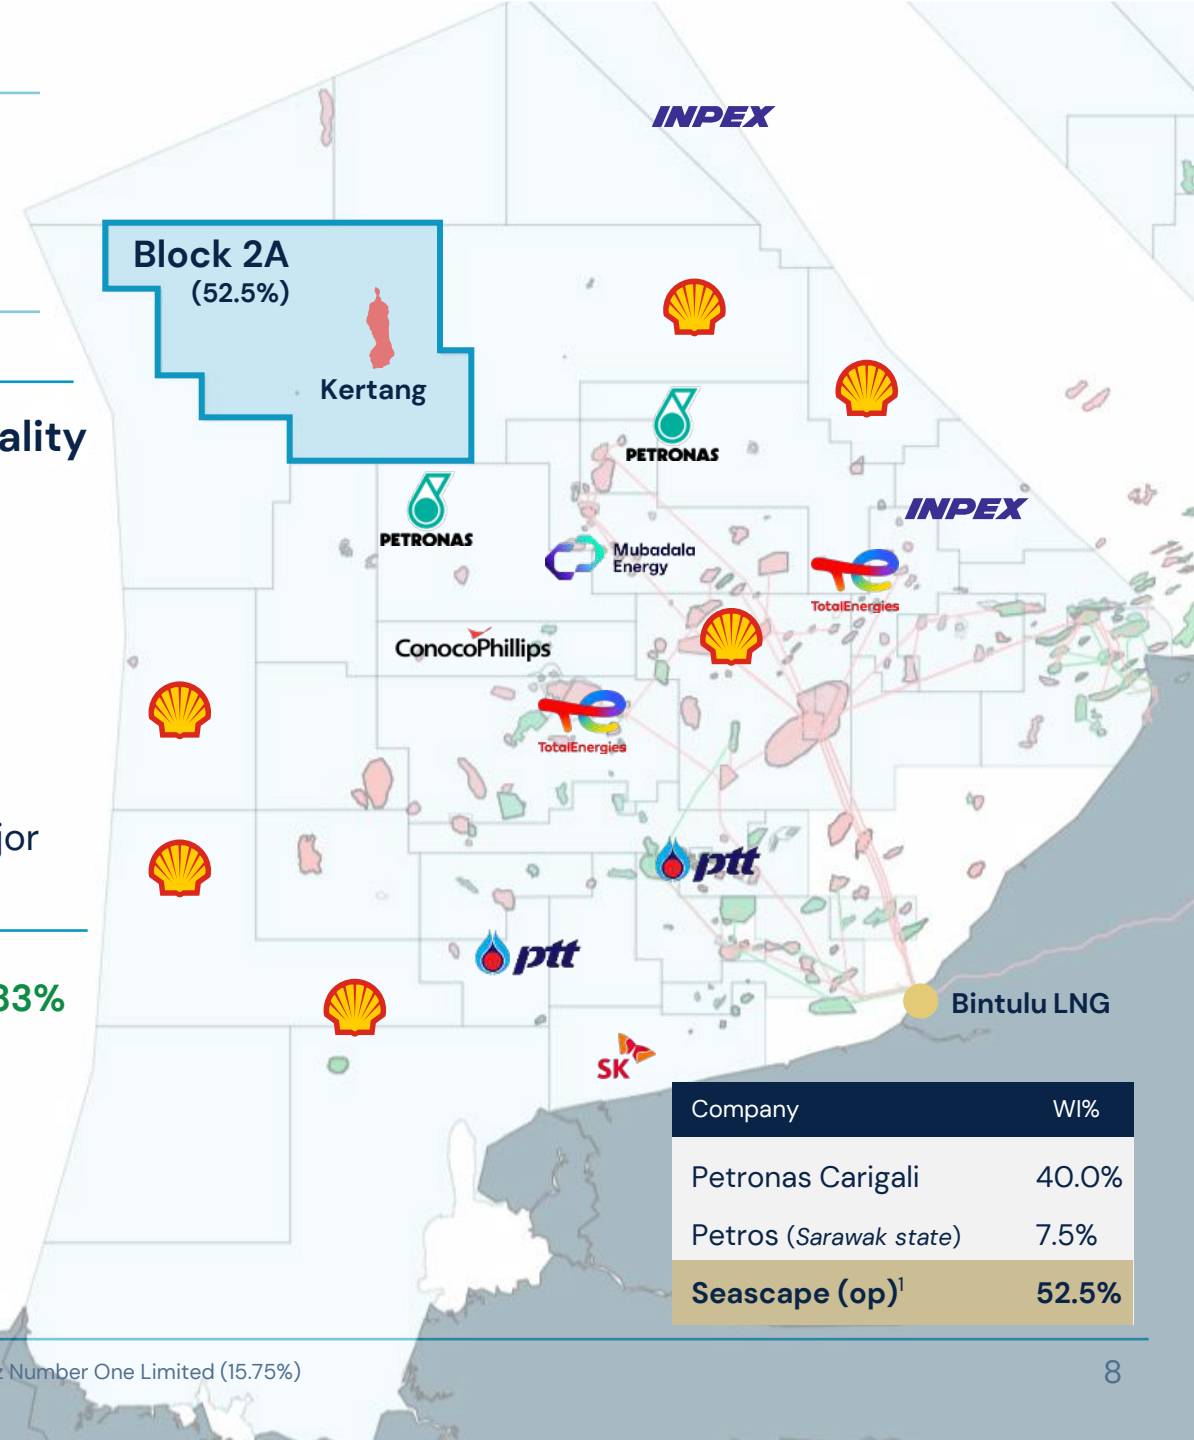 INPEX
Block 2A
(52.5%)
Kertang
PETRONAS
ality
INPEX
PETRONAS
Mubadala
Energy
TotalEnergies
ConocoPhillips
TotalEnergies
jor
ptt
ptt
33%
Bintulu LNG
SK
Company WI%
Petronas Carigali 40.0%
Petros (Sarawak state) 7.5%
Seascape (op)¹ 52.5%
z Number One Limited (15.75%)
8